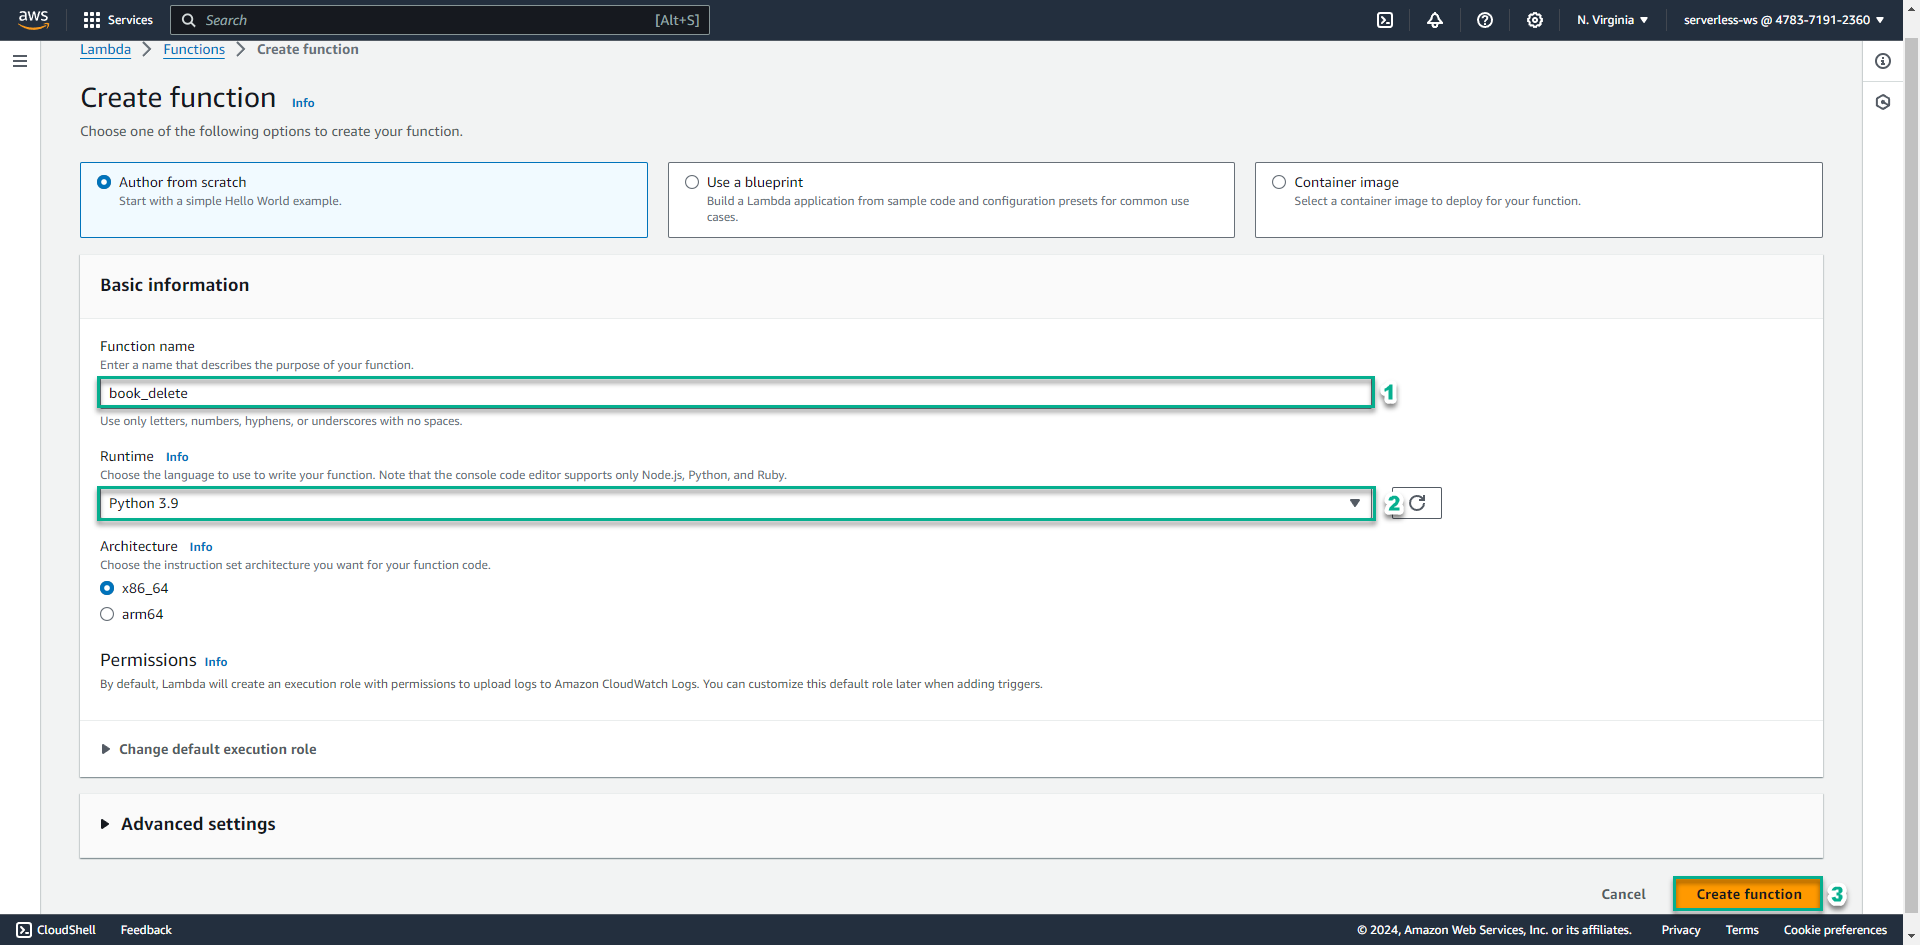 aws Services Search [Alt+S] N. Virginia serverless-ws @ 4783-7191-2360
Lambda Functions Create function
Create function Info
Choose one of the following options to create your function.
Author from scratch
Start with a simple Hello World example.
Use a blueprint
Build a Lambda application from sample code and configuration presets for common use
cases.
Container image
Select a container image to deploy for your function.
Basic information
Function name
Enter a name that describes the purpose of your function.
book_delete 1
Use only letters, numbers, hyphens, or underscores with no spaces.
Runtime Info
Choose the language to use to write your function. Note that the console code editor supports only Node.js, Python, and Ruby.
Python 3.9 2
Architecture Info
Choose the instruction set architecture you want for your function code.
x86_64
arm64
Permissions Info
By default, Lambda will create an execution role with permissions to upload logs to Amazon CloudWatch Logs. You can customize this default role later when adding triggers.
Change default execution role
Advanced settings
Cancel Create function 3
CloudShell Feedback © 2024, Amazon Web Services, Inc. or its affiliates. Privacy Terms Cookie preferences